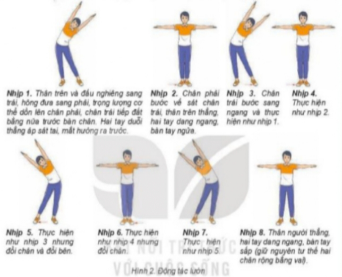 Nhịp 1. Thân trên và đầu nghiêng sang
trái, hông đưa sang phải, trọng lượng cơ
thể dồn lên chân phải, chân trái tiếp đất
bằng nửa trước bàn chân. Hai tay duỗi
thẳng áp sát tai, mắt hướng ra trước.
Nhịp 2. Chân phải
bước về sát chân
trái, thân trên thẳng,
hai tay dang ngang,
bàn tay ngửa.
Nhịp 3. Chân
trái bước sang
ngang và thực
hiện như nhịp 1.
Nhịp 4.
Thực hiện
như nhịp 2.
Nhịp 5. Thực hiện
như nhịp 3 nhưng
đổi chân và đổi bên.
Nhịp 6. Thực hiện
như nhịp 4 nhưng
đổi chân.
Nhịp 7.
Thực hiện
như nhịp 5.
Nhịp 8. Thân người thẳng,
hai tay dang ngang, bàn tay
sấp (giữ nguyên tư thế hai
chân rộng bằng vai).
Hình 2. Động tác lườn